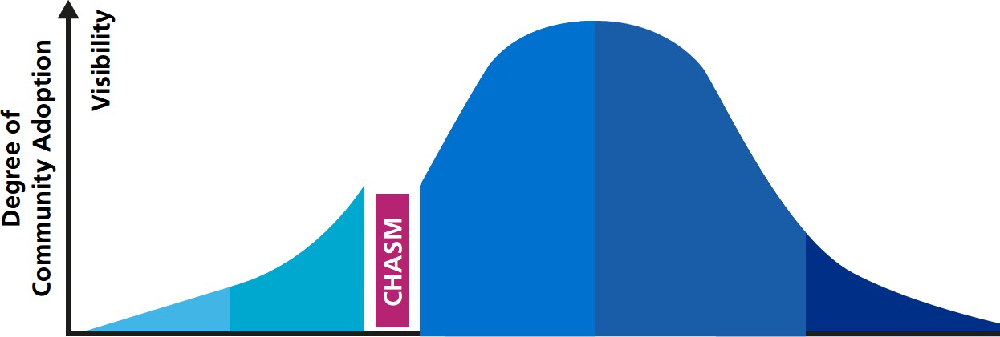 Degree of
Community Adoption
Visibility
CHASM